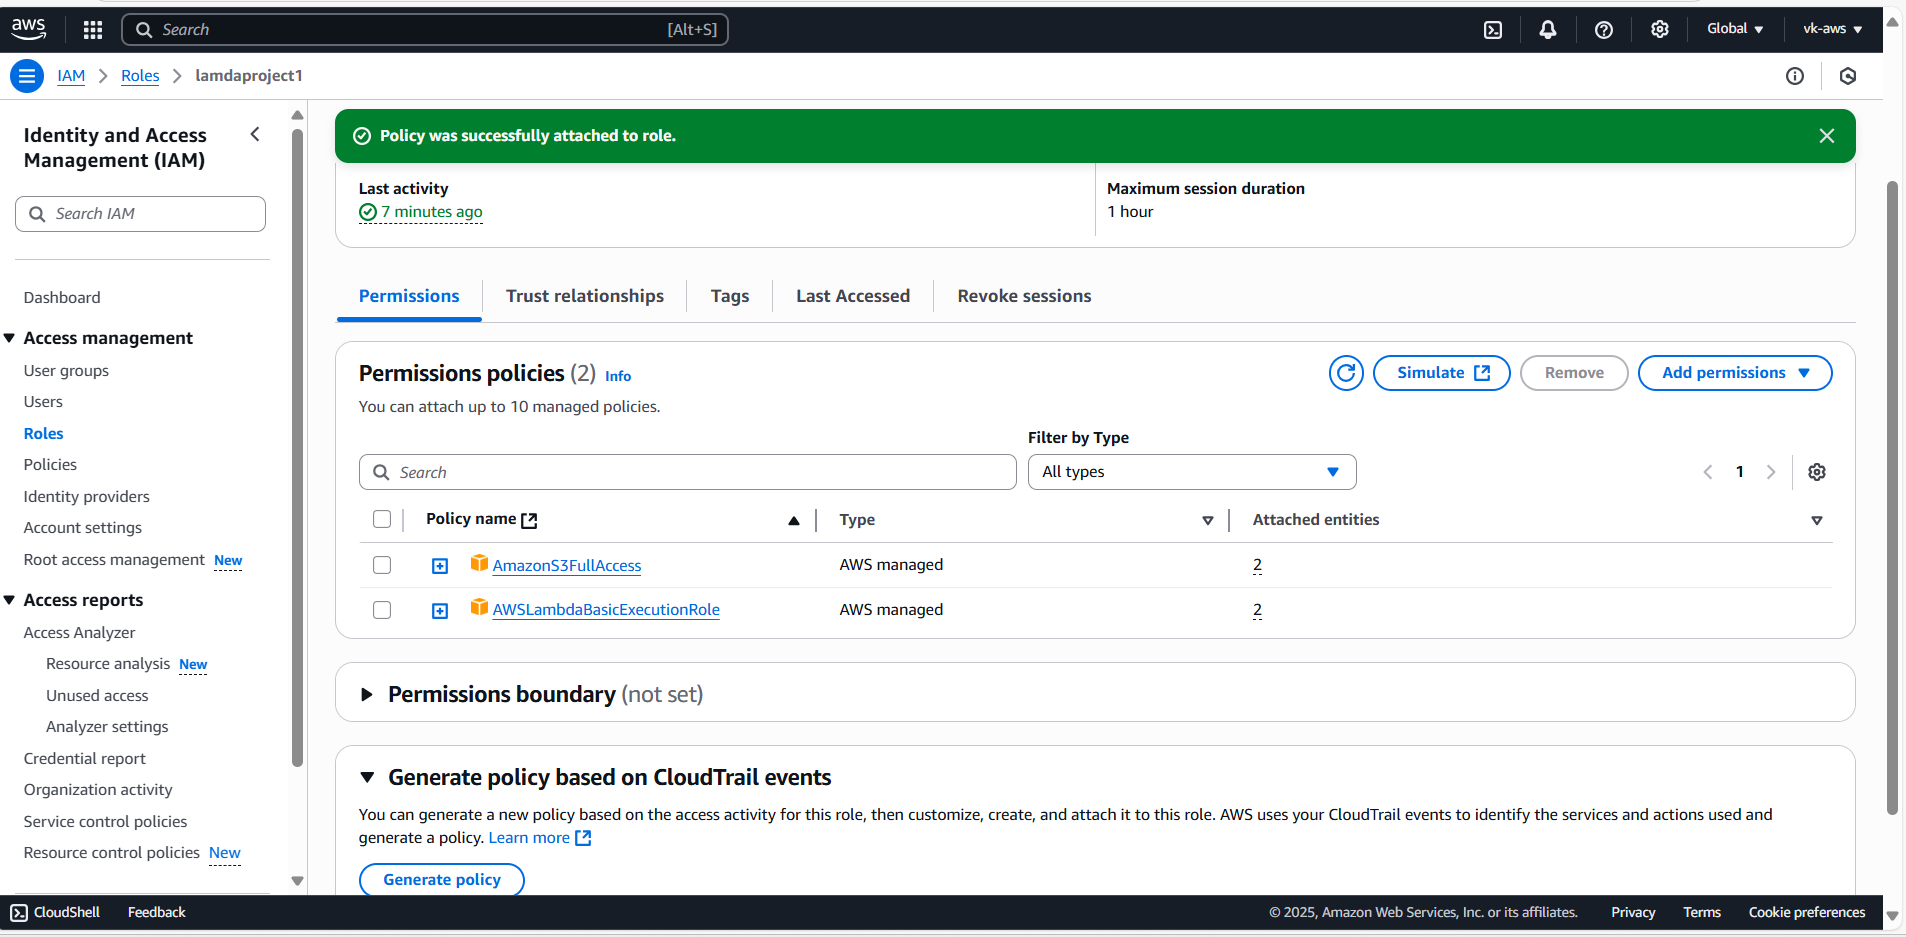 aws
Search [Alt+S]
Global ▼
vk-aws ▼
IAM > Roles > lamdaproject1
Identity and Access
Management (IAM)
Search IAM
Dashboard
Access management
User groups
Users
Roles
Policies
Identity providers
Account settings
Root access management New
Access reports
Access Analyzer
Resource analysis New
Unused access
Analyzer settings
Credential report
Organization activity
Service control policies
Resource control policies New
Policy was successfully attached to role.
Last activity
7 minutes ago
Maximum session duration
1 hour
Permissions
Trust relationships
Tags
Last Accessed
Revoke sessions
Permissions policies (2) Info
Simulate
Remove
Add permissions ▼
You can attach up to 10 managed policies.
Filter by Type
Search
All types
1
Policy name
Type
Attached entities
AmazonS3FullAccess
AWS managed
2
AWSLambdaBasicExecutionRole
AWS managed
2
Permissions boundary (not set)
Generate policy based on CloudTrail events
You can generate a new policy based on the access activity for this role, then customize, create, and attach it to this role. AWS uses your CloudTrail events to identify the services and actions used and
generate a policy. Learn more
Generate policy
CloudShell
Feedback
© 2025, Amazon Web Services, Inc. or its affiliates.
Privacy
Terms
Cookie preferences